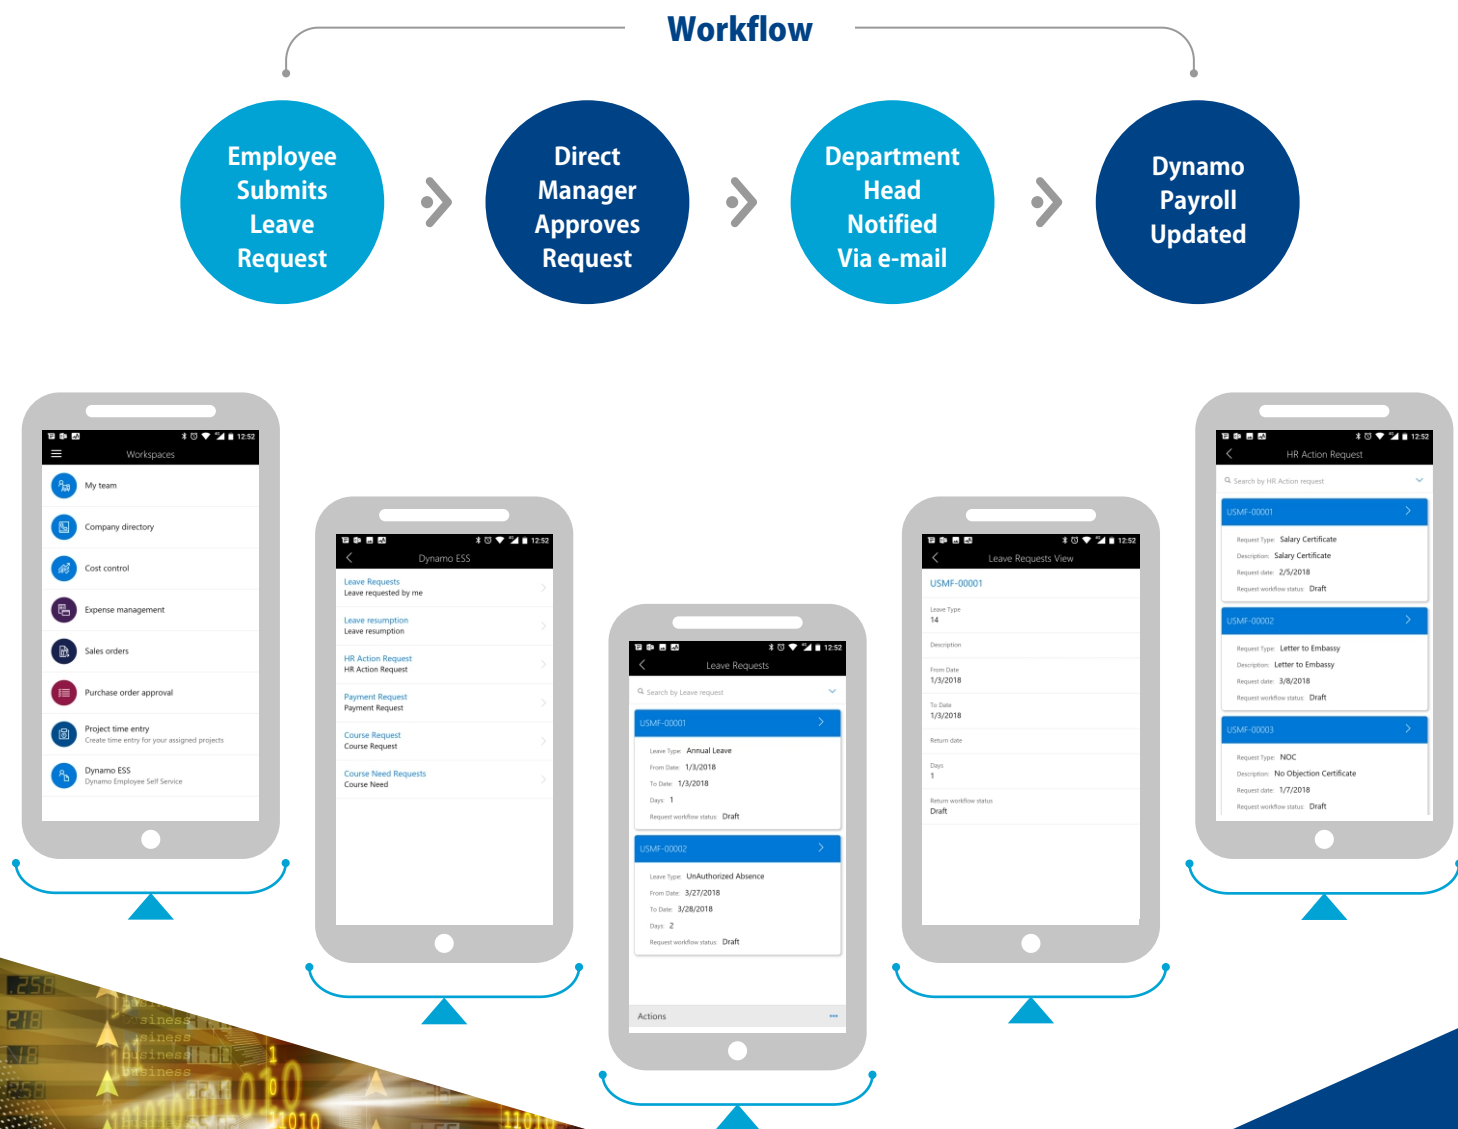 Workflow
Employee
Submits
Leave
Request
Direct
Manager
Approves
Request
Department
Head
Notified
Via e-mail
Dynamo
Payroll
Updated
12:52
Workspaces
My team
Company directory
Cost control
Expense management
Sales orders
Purchase order approval
Project time entry
Create time entry for your assigned projects
Dynamo ESS
Dynamo Employee Self Service
12:52
Dynamo ESS
Leave Requests
Leave requested by me
Leave resumption
Leave resumption
HR Action Request
HR Action Request
Payment Request
Payment Request
Course Request
Course Request
Course Need Requests
Course Need
12:52
Leave Requests
Search by Leave request
USMF-00001
Leave Type: Annual Leave
From Date: 1/3/2018
To Date: 1/3/2018
Days: 1
Request workflow status: Draft
USMF-00002
Leave Type: UnAuthorized Absence
From Date: 3/27/2018
To Date: 3/28/2018
Days: 2
Request workflow status: Draft
Actions
12:52
Leave Requests View
USMF-00001
Leave Type
14
Description
From Date
1/3/2018
To Date
1/3/2018
Return date
Days
1
Return workflow status
Draft
12:52
HR Action Request
Search by HR Action request
USMF-00001
Request Type: Salary Certificate
Description: Salary Certificate
Request date: 2/5/2018
Request workflow status: Draft
USMF-00002
Request Type: Letter to Embassy
Description: Letter to Embassy
Request date: 3/8/2018
Request workflow status: Draft
USMF-00003
Request Type: NOC
Description: No Objection Certificate
Request date: 1/7/2018
Request workflow status: Draft
.258
218
business
business
11010